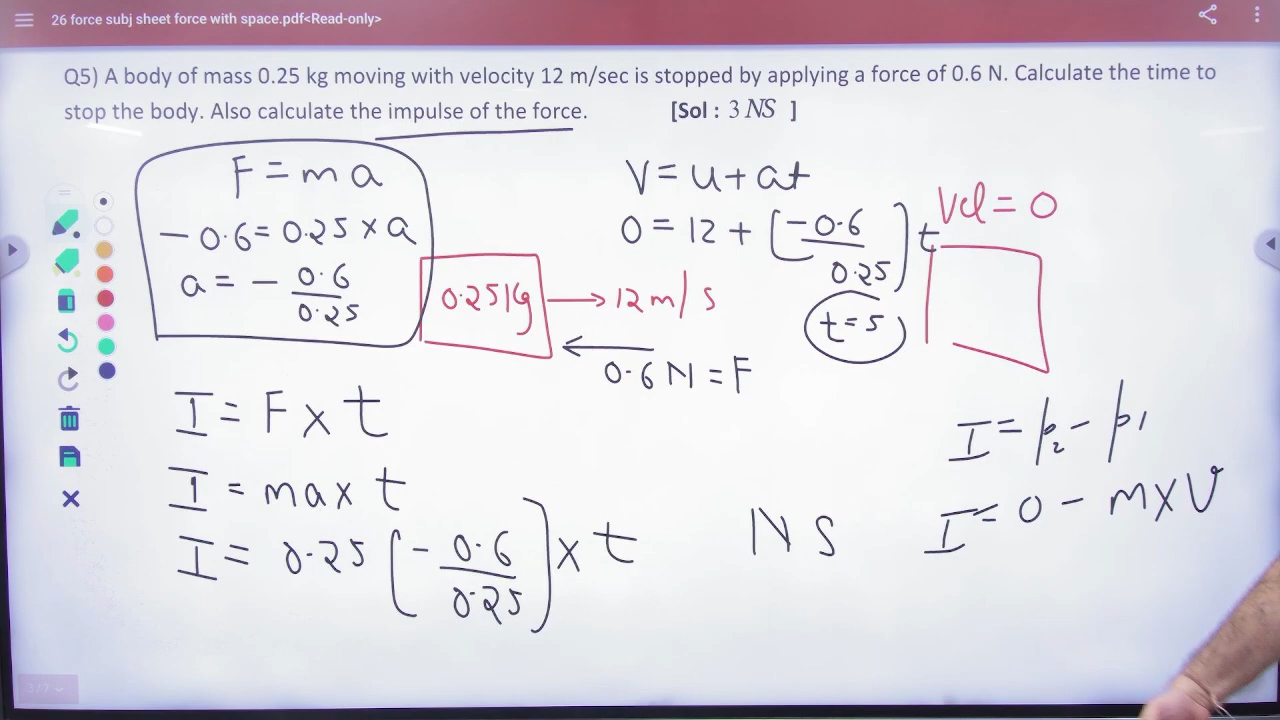 26 force subj sheet force with space.pdf<Read-only>
Q5) A body of mass 0.25 kg moving with velocity 12 m/sec is stopped by applying a force of 0.6 N. Calculate the time to
stop the body. Also calculate the impulse of the force. [Sol : 3 NS ]
F = ma
-0.6 = 0.25 × a
a = - 0.6/0.25
V = u + at
0 = 12 + [-0.6/0.25] t
t = 5
Vel = 0
0.25 Kg → 12 m/s
0.6 N = F
I = F × t
I = ma × t
I = 0.25 [- 0.6/0.25] × t
N S
I = p₂ - p₁
I = 0 - m × v
3/7